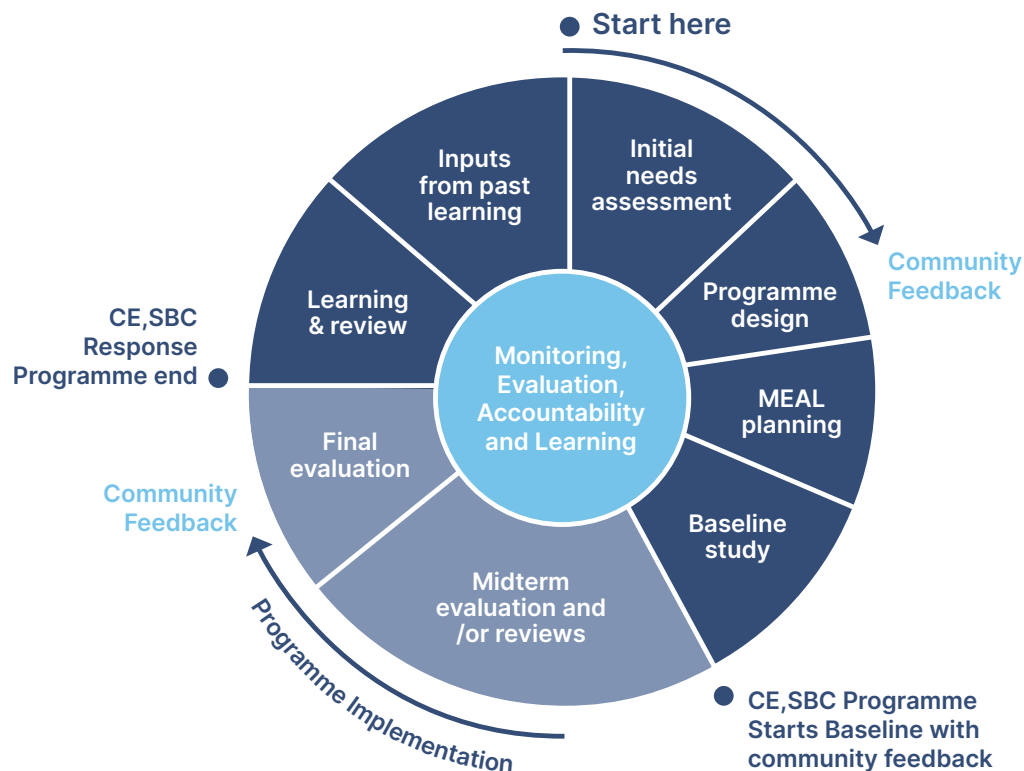 Start here
Initial
needs
assessment
Community
Feedback
Programme
design
MEAL
planning
Baseline
study
CE,SBC Programme
Starts Baseline with
community feedback
Midterm
evaluation and
/or reviews
Programme Implementation
Community
Feedback
Final
evaluation
CE,SBC
Response
Programme end
Learning
& review
Inputs
from past
learning
Monitoring,
Evaluation,
Accountability
and Learning